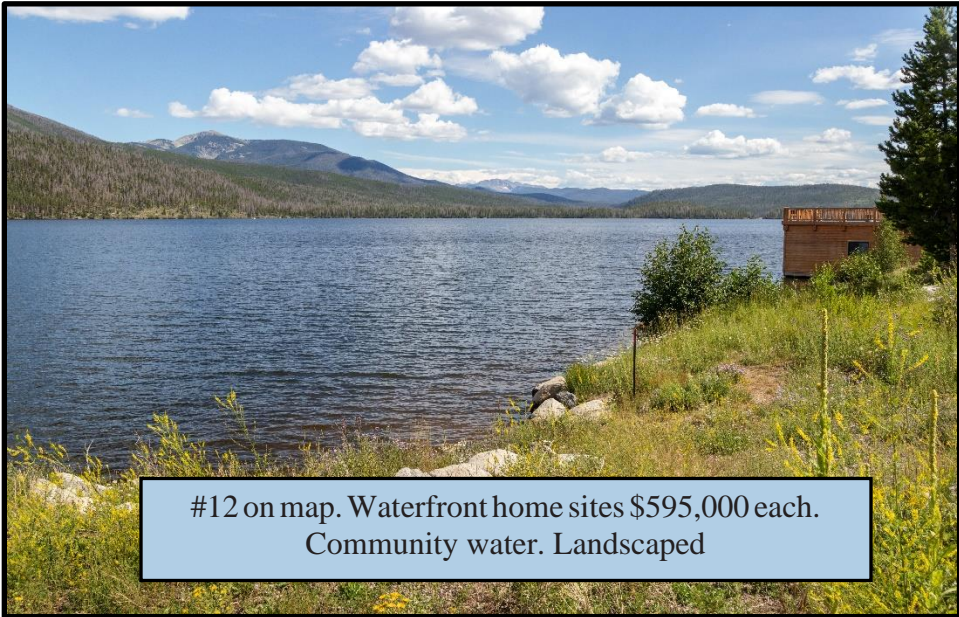 #12 on map. Waterfront home sites $595,000 each.
Community water. Landscaped